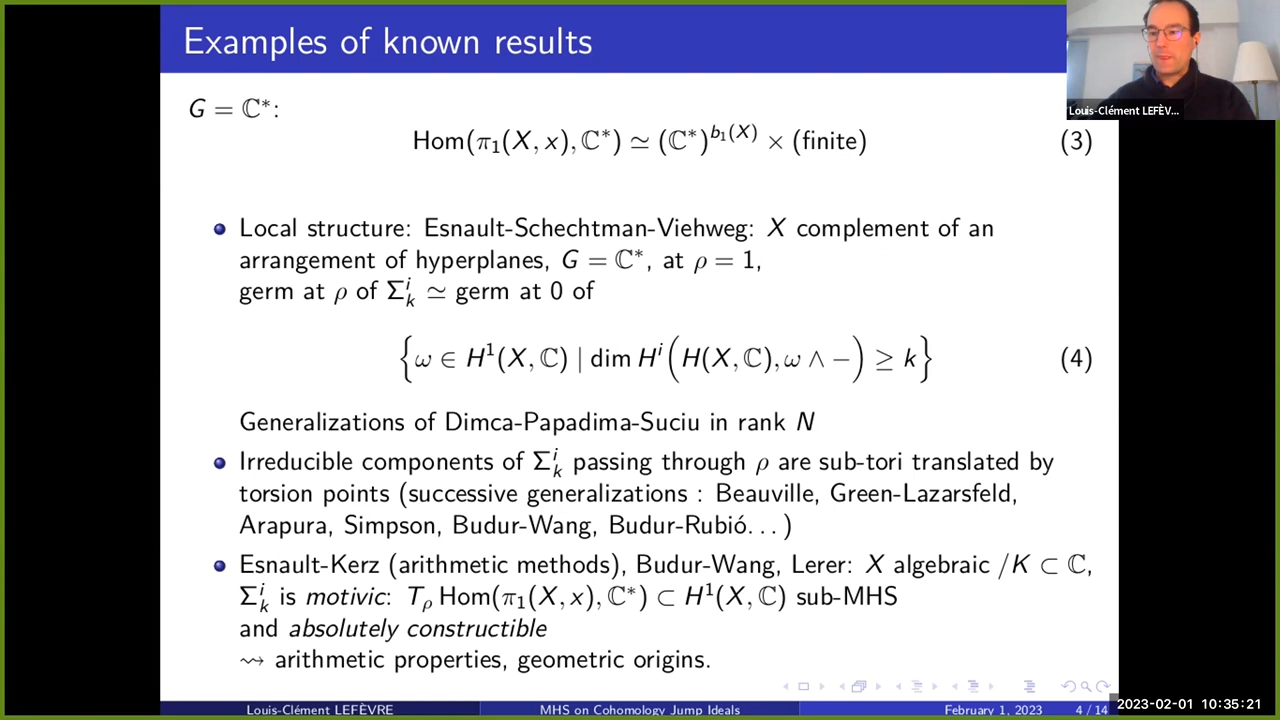 Examples of known results
Louis-Clément LEFÈV...
G = ℂ*:
Hom(π₁(X, x), ℂ*) ≃ (ℂ*)^{b₁(X)} × (finite) (3)
Local structure: Esnault-Schechtman-Viehweg: X complement of an
arrangement of hyperplanes, G = ℂ*, at ρ = 1,
germ at ρ of Σ^i_k ≃ germ at 0 of
{ω ∈ H¹(X, ℂ) | dim H^i(H(X, ℂ), ω ∧ −) ≥ k} (4)
Generalizations of Dimca-Papadima-Suciu in rank N
Irreducible components of Σ^i_k passing through ρ are sub-tori translated by
torsion points (successive generalizations : Beauville, Green-Lazarsfeld,
Arapura, Simpson, Budur-Wang, Budur-Rubió. . . )
Esnault-Kerz (arithmetic methods), Budur-Wang, Lerer: X algebraic /K ⊂ ℂ,
Σ^i_k is motivic: T_ρ Hom(π₁(X, x), ℂ*) ⊂ H¹(X, ℂ) sub-MHS
and absolutely constructible
⇝ arithmetic properties, geometric origins.
Louis-Clément LEFÈVRE MHS on Cohomology Jump Ideals February 1, 2023 4 / 14
2023-02-01 10:35:21